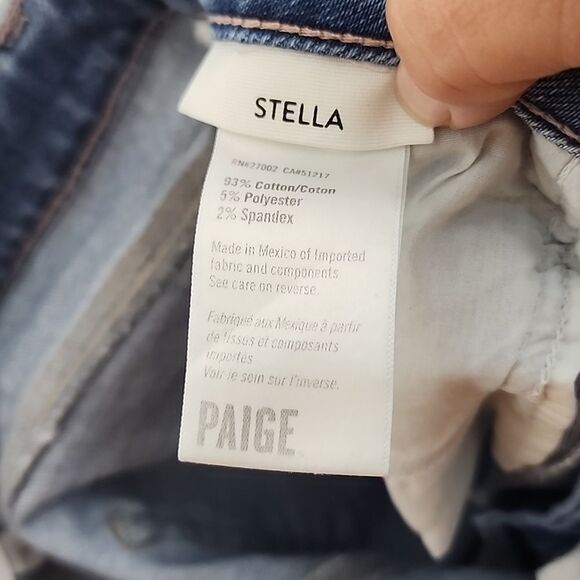 STELLA
RN#27002 CA#51217
93% Cotton/Coton
5% Polyester
2% Spandex
Made in Mexico of Imported
fabric and components
See care on reverse.
Fabriqué aux Mexique à partir
de tissus et composants
importés
Voir le soin sur l'inverse.
PAIGE